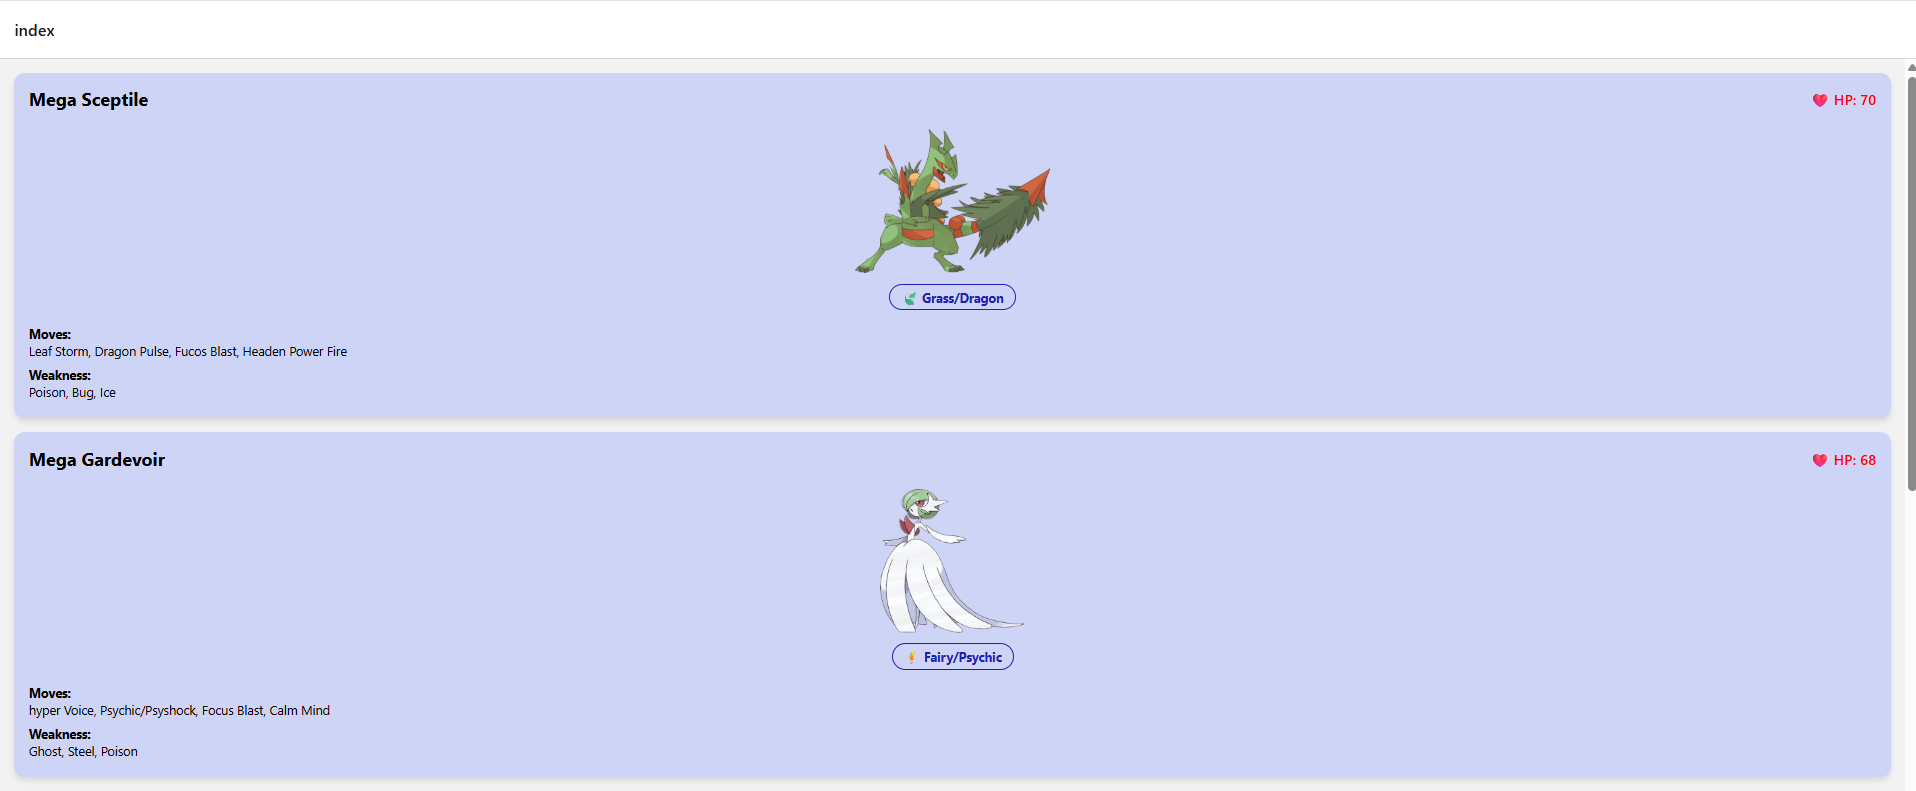 index
Mega Sceptile
HP: 70
Grass/Dragon
Moves:
Leaf Storm, Dragon Pulse, Fucos Blast, Headen Power Fire
Weakness:
Poison, Bug, Ice
Mega Gardevoir
HP: 68
Fairy/Psychic
Moves:
hyper Voice, Psychic/Psyshock, Focus Blast, Calm Mind
Weakness:
Ghost, Steel, Poison